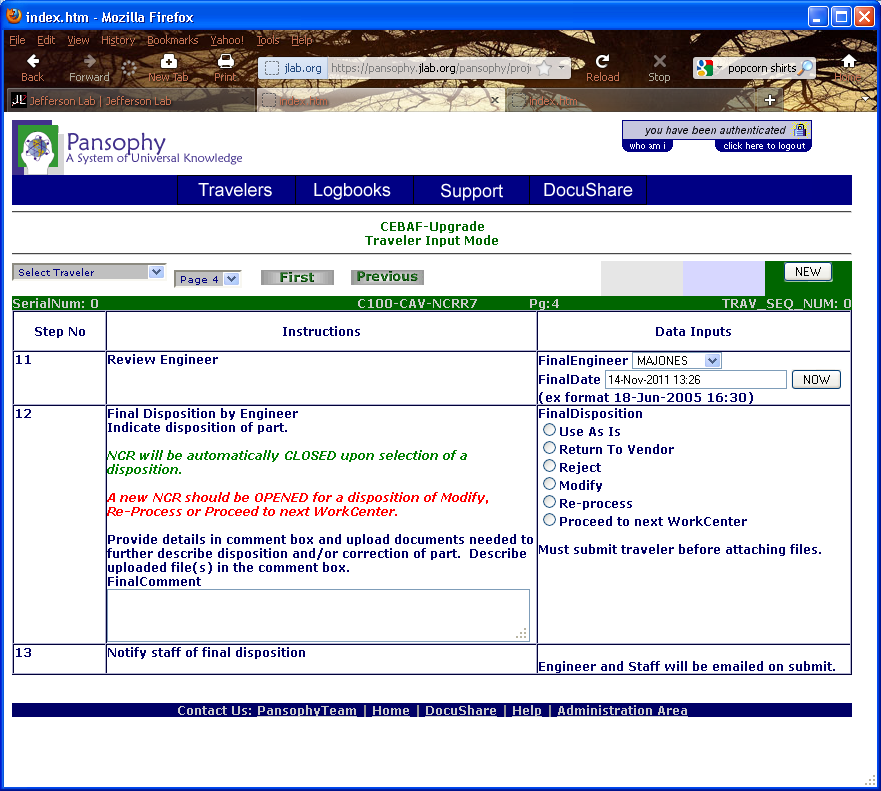 index.htm - Mozilla Firefox
File Edit View History Bookmarks Yahoo! Tools Help
Back Forward New Tab Print jlab.org https://pansophy.jlab.org/pansophy/proj Reload Stop popcorn shirts Home
JL Jefferson Lab | Jefferson Lab index.htm index.htm
Pansophy
A System of Universal Knowledge
you have been authenticated
who am i click here to logout
Travelers Logbooks Support DocuShare
CEBAF-Upgrade
Traveler Input Mode
Select Traveler Page 4 First Previous NEW
SerialNum: 0 C100-CAV-NCRR7 Pg:4 TRAV_SEQ_NUM: 0
Step No Instructions Data Inputs
11 Review Engineer FinalEngineer MAJONES
FinalDate 14-Nov-2011 13:26 NOW
(ex format 18-Jun-2005 16:30)
12 Final Disposition by Engineer
Indicate disposition of part.
NCR will be automatically CLOSED upon selection of a
disposition.
A new NCR should be OPENED for a disposition of Modify,
Re-Process or Proceed to next WorkCenter.
Provide details in comment box and upload documents needed to
further describe disposition and/or correction of part. Describe
uploaded file(s) in the comment box.
FinalComment
FinalDisposition
Use As Is
Return To Vendor
Reject
Modify
Re-process
Proceed to next WorkCenter
Must submit traveler before attaching files.
13 Notify staff of final disposition
Engineer and Staff will be emailed on submit.
Contact Us: PansophyTeam | Home | DocuShare | Help | Administration Area